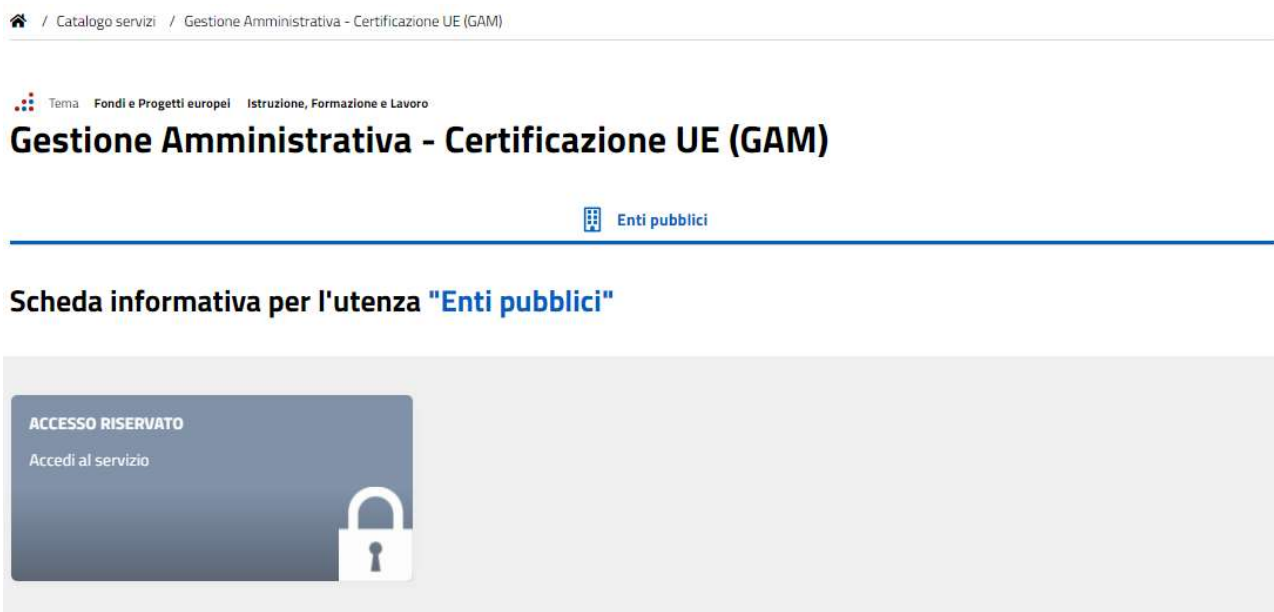 / Catalogo servizi / Gestione Amministrativa - Certificazione UE (GAM)
Tema Fondi e Progetti europei Istruzione, Formazione e Lavoro
Gestione Amministrativa - Certificazione UE (GAM)
Enti pubblici
Scheda informativa per l'utenza "Enti pubblici"
ACCESSO RISERVATO
Accedi al servizio